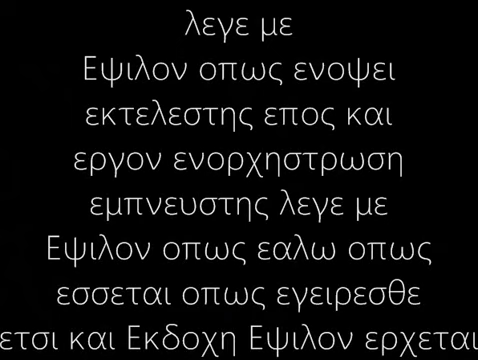 λεγε με
Εψιλον οπως ενοψει
εκτελεστης επος και
εργον ενορχηστρωση
εμπνευστης λεγε με
Εψιλον οπως εαλω οπως
εσσεται οπως εγειρεσθε
ετσι και Εκδοχη Εψιλον ερχεται